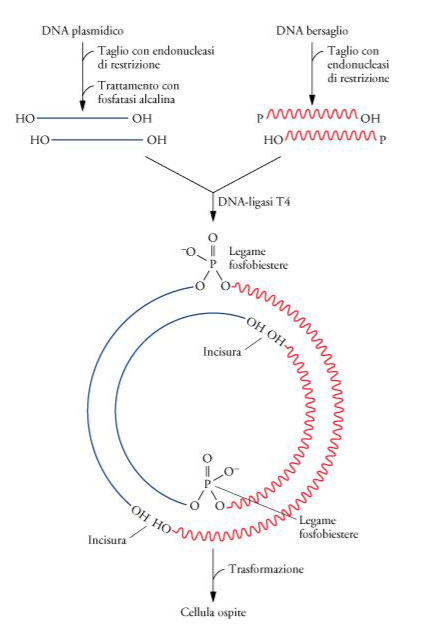 DNA plasmidico
Taglio con endonucleasi
di restrizione
Trattamento con
fosfatasi alcalina
HO OH
HO OH
DNA bersaglio
Taglio con
endonucleasi
di restrizione
P OH
HO P
DNA-ligasi T4
O
⁻O P
O O
Legame
fosfobiestere
OH OH
Incisura
O
P O⁻
O O
Legame
fosfobiestere
OH HO
Incisura
Trasformazione
Cellula ospite